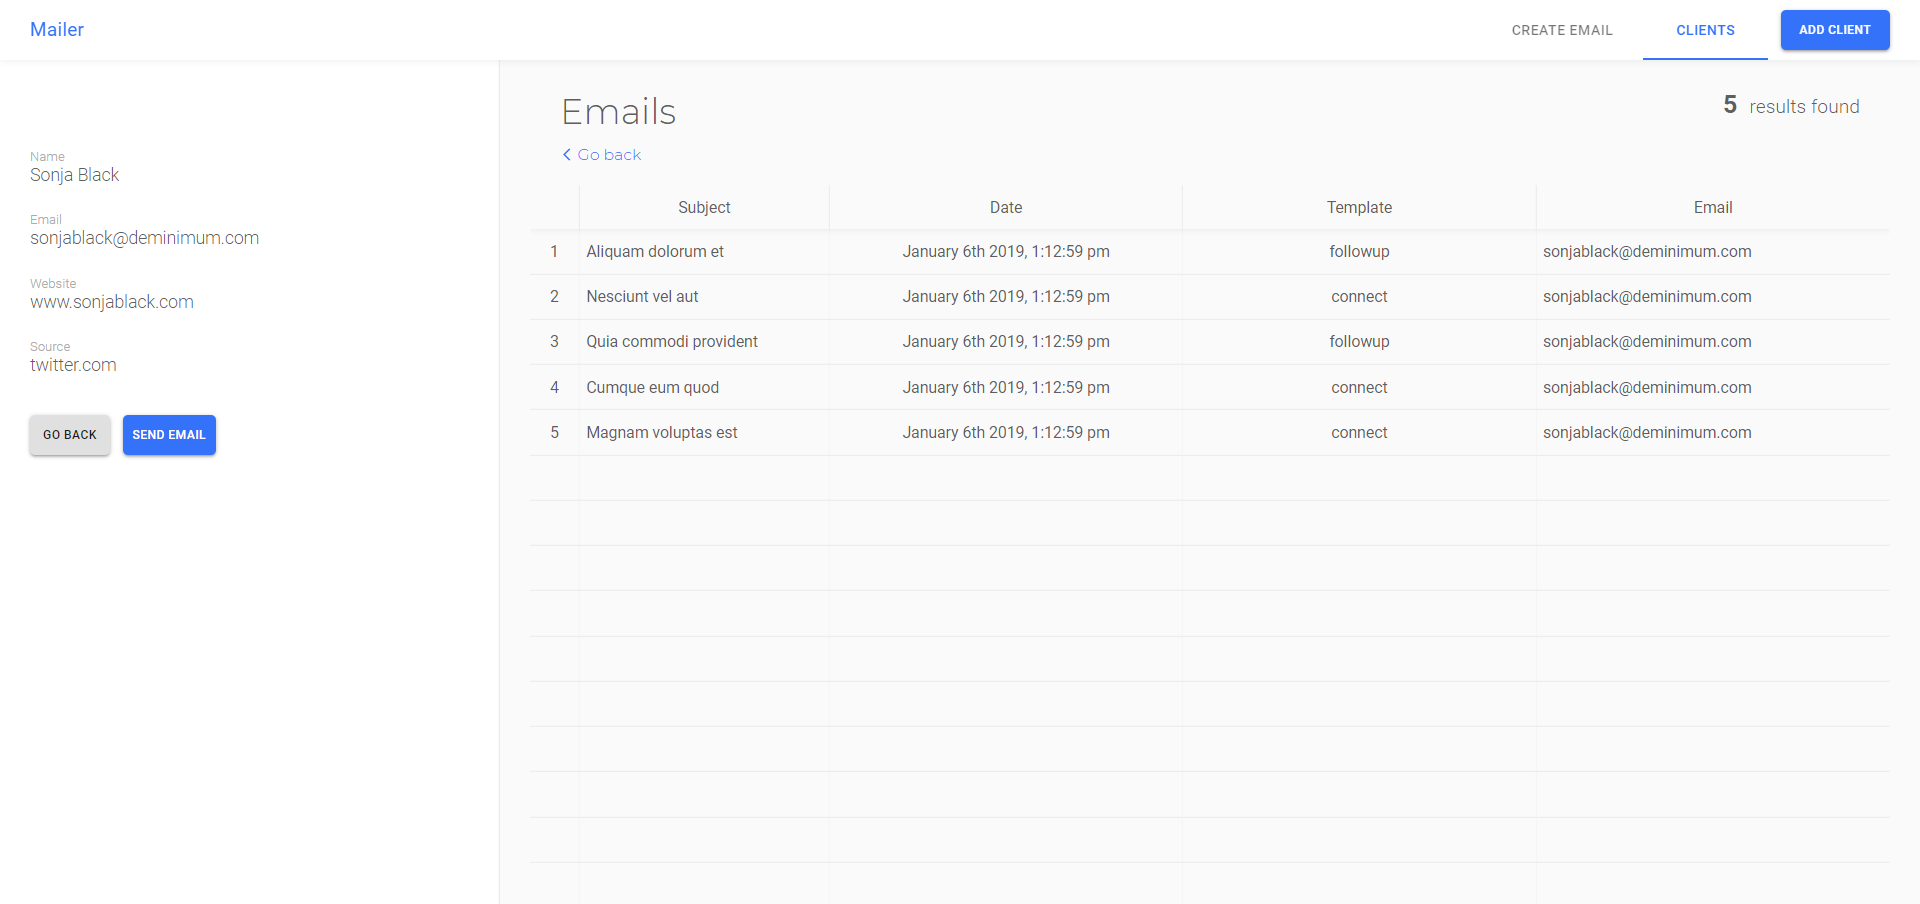 Mailer
CREATE EMAIL
CLIENTS
ADD CLIENT
Name
Sonja Black
Email
sonjablack@deminimum.com
Website
www.sonjablack.com
Source
twitter.com
GO BACK
SEND EMAIL
Emails
5 results found
Go back
Subject Date Template Email
1 Aliquam dolorum et January 6th 2019, 1:12:59 pm followup sonjablack@deminimum.com
2 Nesciunt vel aut January 6th 2019, 1:12:59 pm connect sonjablack@deminimum.com
3 Quia commodi provident January 6th 2019, 1:12:59 pm followup sonjablack@deminimum.com
4 Cumque eum quod January 6th 2019, 1:12:59 pm connect sonjablack@deminimum.com
5 Magnam voluptas est January 6th 2019, 1:12:59 pm connect sonjablack@deminimum.com